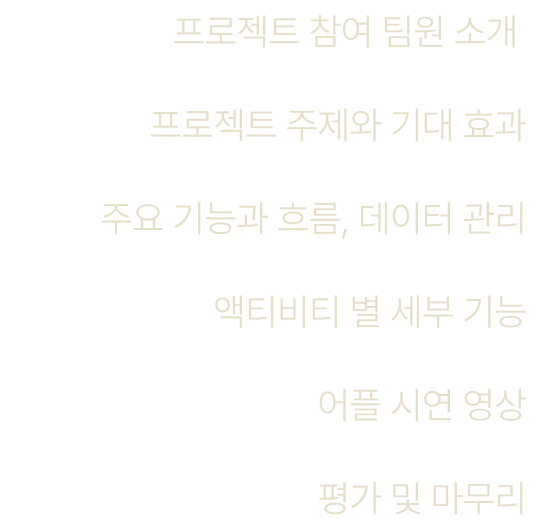 프로젝트 참여 팀원 소개
프로젝트 주제와 기대 효과
주요 기능과 흐름, 데이터 관리
액티비티 별 세부 기능
어플 시연 영상
평가 및 마무리